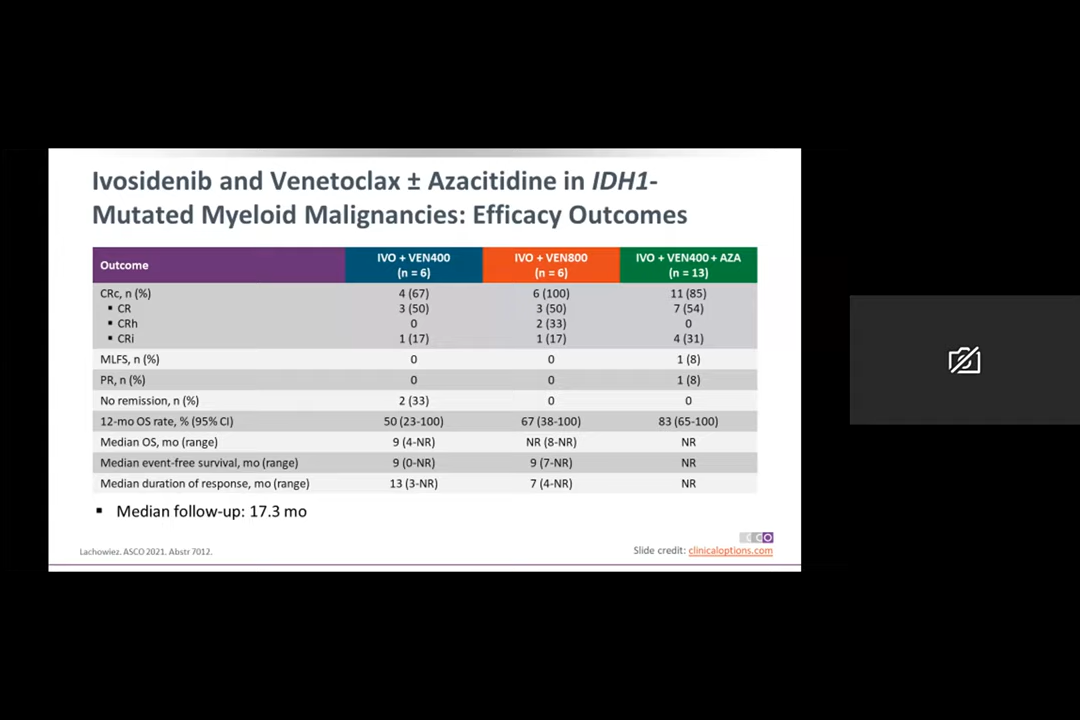 Ivosidenib and Venetoclax ± Azacitidine in IDH1-
Mutated Myeloid Malignancies: Efficacy Outcomes
Outcome IVO + VEN400 (n = 6) IVO + VEN800 (n = 6) IVO + VEN400 + AZA (n = 13)
CRc, n (%) 4 (67) 6 (100) 11 (85)
▪ CR 3 (50) 3 (50) 7 (54)
▪ CRh 0 2 (33) 0
▪ CRi 1 (17) 1 (17) 4 (31)
MLFS, n (%) 0 0 1 (8)
PR, n (%) 0 0 1 (8)
No remission, n (%) 2 (33) 0 0
12-mo OS rate, % (95% CI) 50 (23-100) 67 (38-100) 83 (65-100)
Median OS, mo (range) 9 (4-NR) NR (8-NR) NR
Median event-free survival, mo (range) 9 (0-NR) 9 (7-NR) NR
Median duration of response, mo (range) 13 (3-NR) 7 (4-NR) NR
▪ Median follow-up: 17.3 mo
Lachowiez. ASCO 2021. Abstr 7012.
Slide credit: clinicaloptions.com